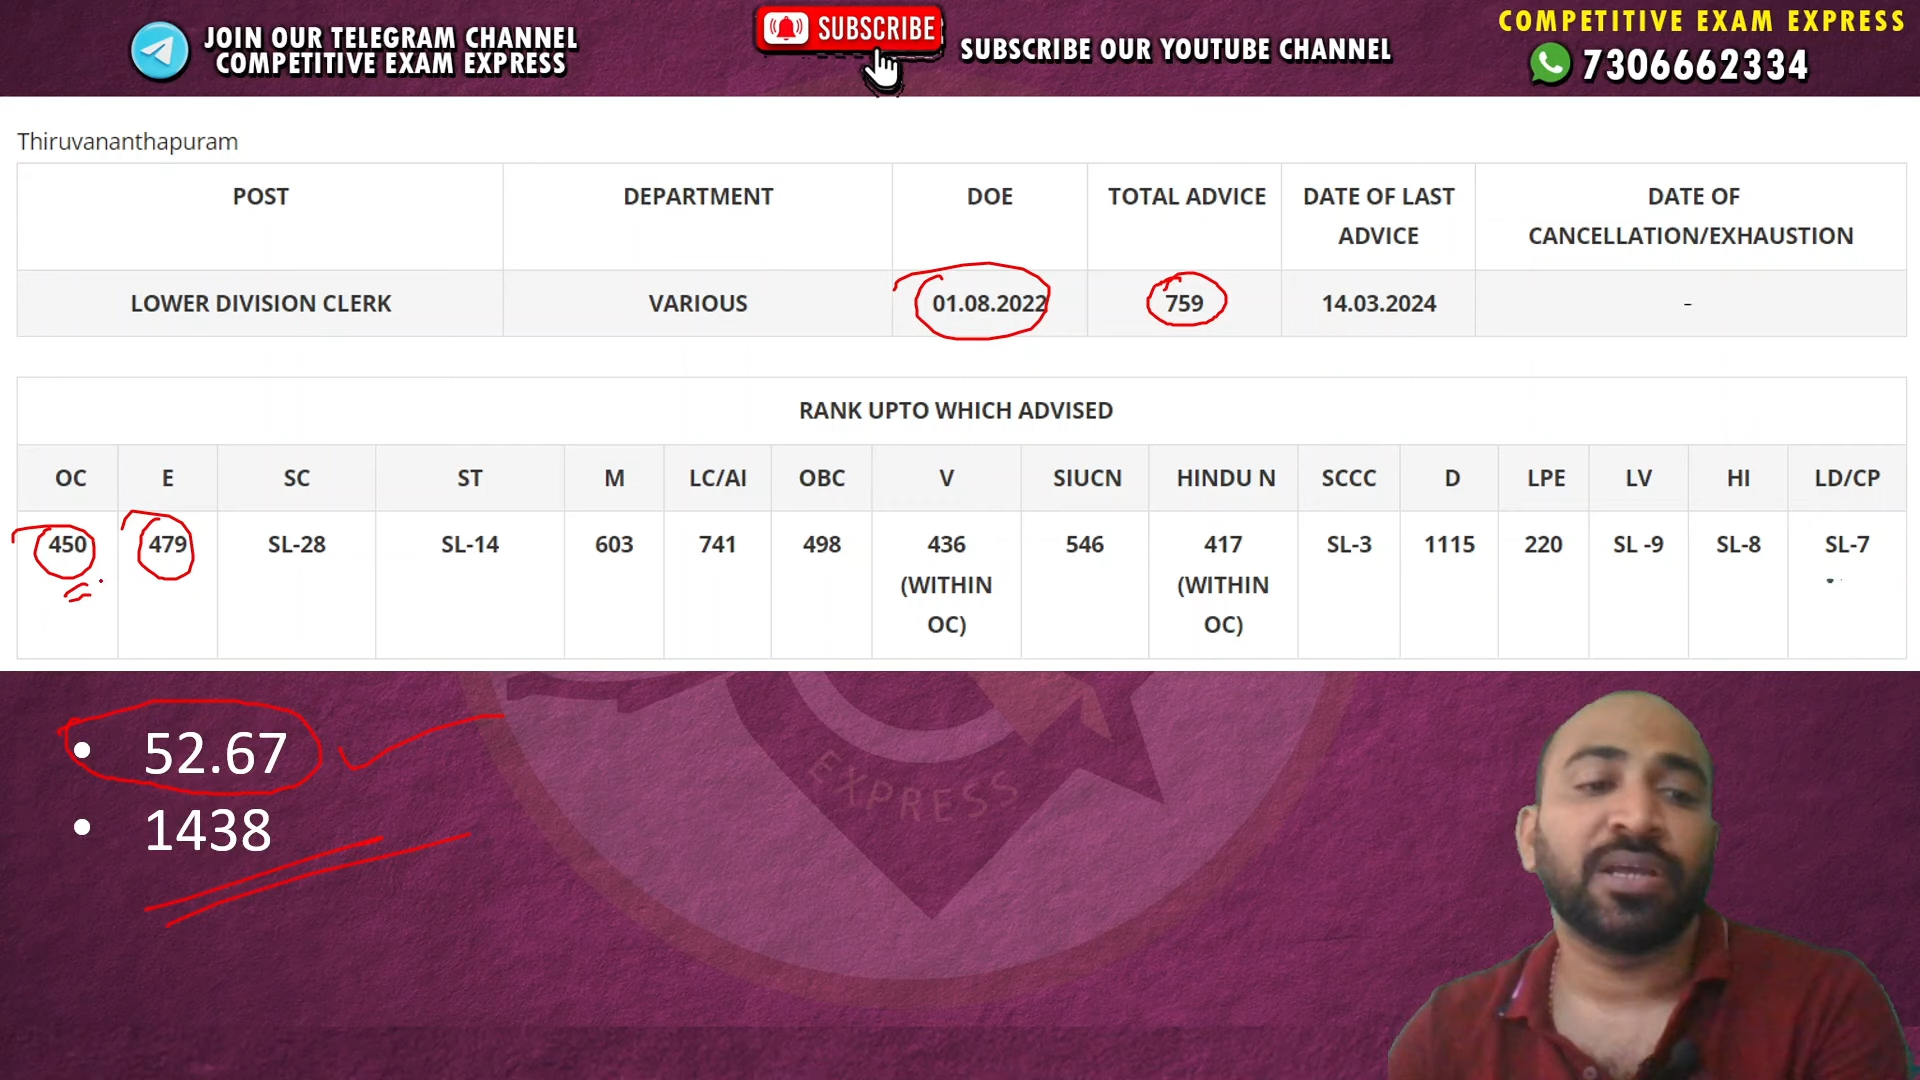 JOIN OUR TELEGRAM CHANNEL
COMPETITIVE EXAM EXPRESS
SUBSCRIBE
SUBSCRIBE OUR YOUTUBE CHANNEL
COMPETITIVE EXAM EXPRESS
7306662334
Thiruvananthapuram
POST DEPARTMENT DOE TOTAL ADVICE DATE OF LAST ADVICE DATE OF CANCELLATION/EXHAUSTION
LOWER DIVISION CLERK VARIOUS 01.08.2022 759 14.03.2024 -
RANK UPTO WHICH ADVISED
OC E SC ST M LC/AI OBC V SIUCN HINDU N SCCC D LPE LV HI LD/CP
450 479 SL-28 SL-14 603 741 498 436 (WITHIN OC) 546 417 (WITHIN OC) SL-3 1115 220 SL -9 SL-8 SL-7
• 52.67
• 1438
EXPRESS